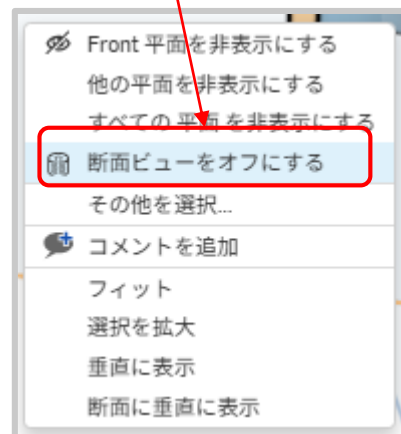 Front 平面を非表示にする
他の平面を非表示にする
すべての 平面 を非表示にする
断面ビューをオフにする
その他を選択...
コメントを追加
フィット
選択を拡大
垂直に表示
断面に垂直に表示